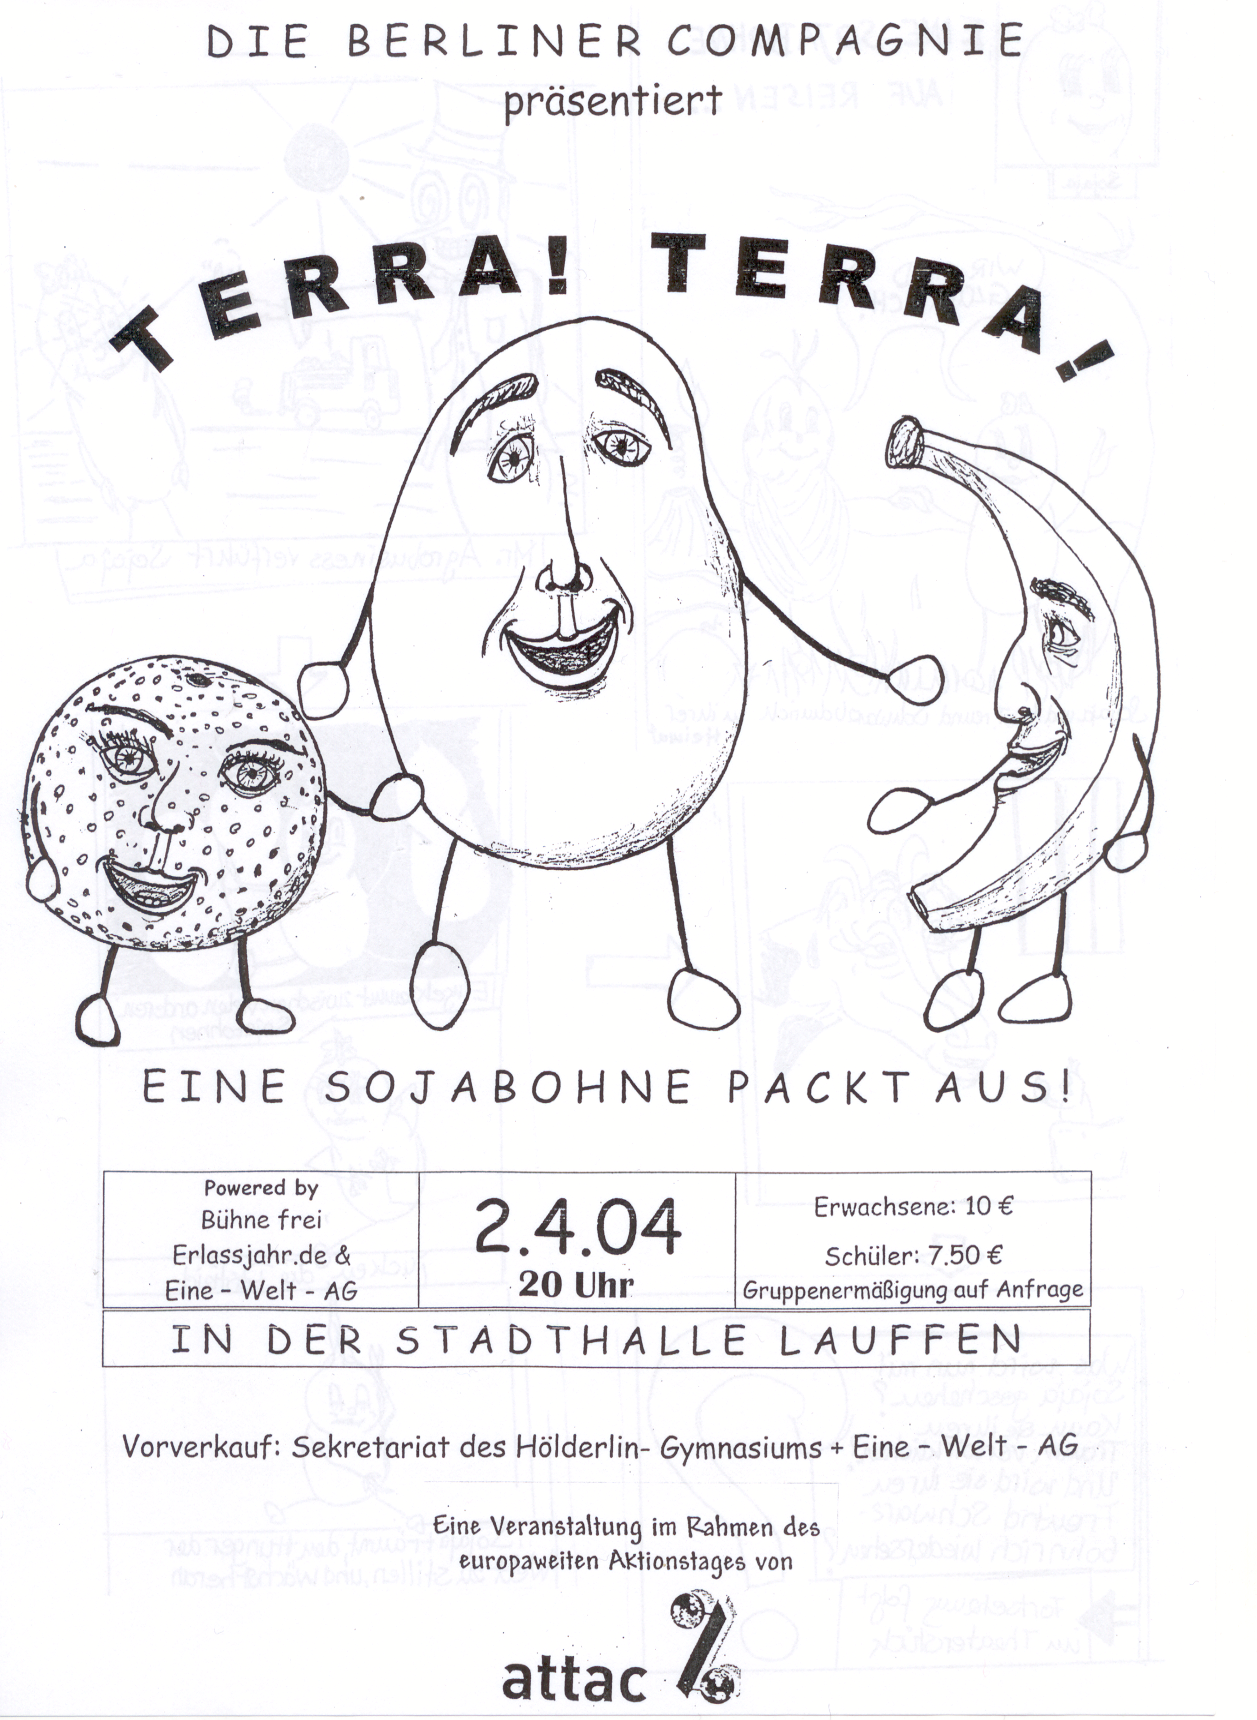 DIE BERLINER COMPAGNIE
präsentiert
TERRA! TERRA!
EINE SOJABOHNE PACKT AUS!
Powered by
Bühne frei
Erlassjahr.de &
Eine - Welt - AG
2.4.04
20 Uhr
Erwachsene: 10 €
Schüler: 7.50 €
Gruppenermäßigung auf Anfrage
IN DER STADTHALLE LAUFFEN
Vorverkauf: Sekretariat des Hölderlin- Gymnasiums + Eine - Welt - AG
Eine Veranstaltung im Rahmen des
europaweiten Aktionstages von
attac